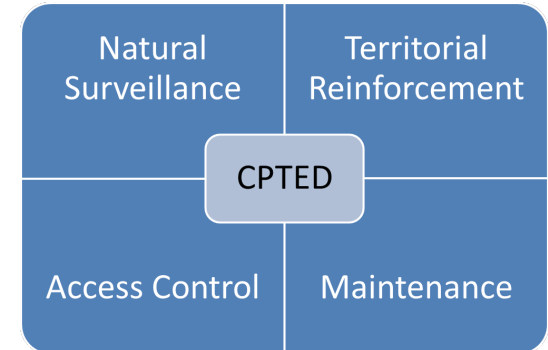 Natural
Surveillance
Territorial
Reinforcement
CPTED
Access Control
Maintenance